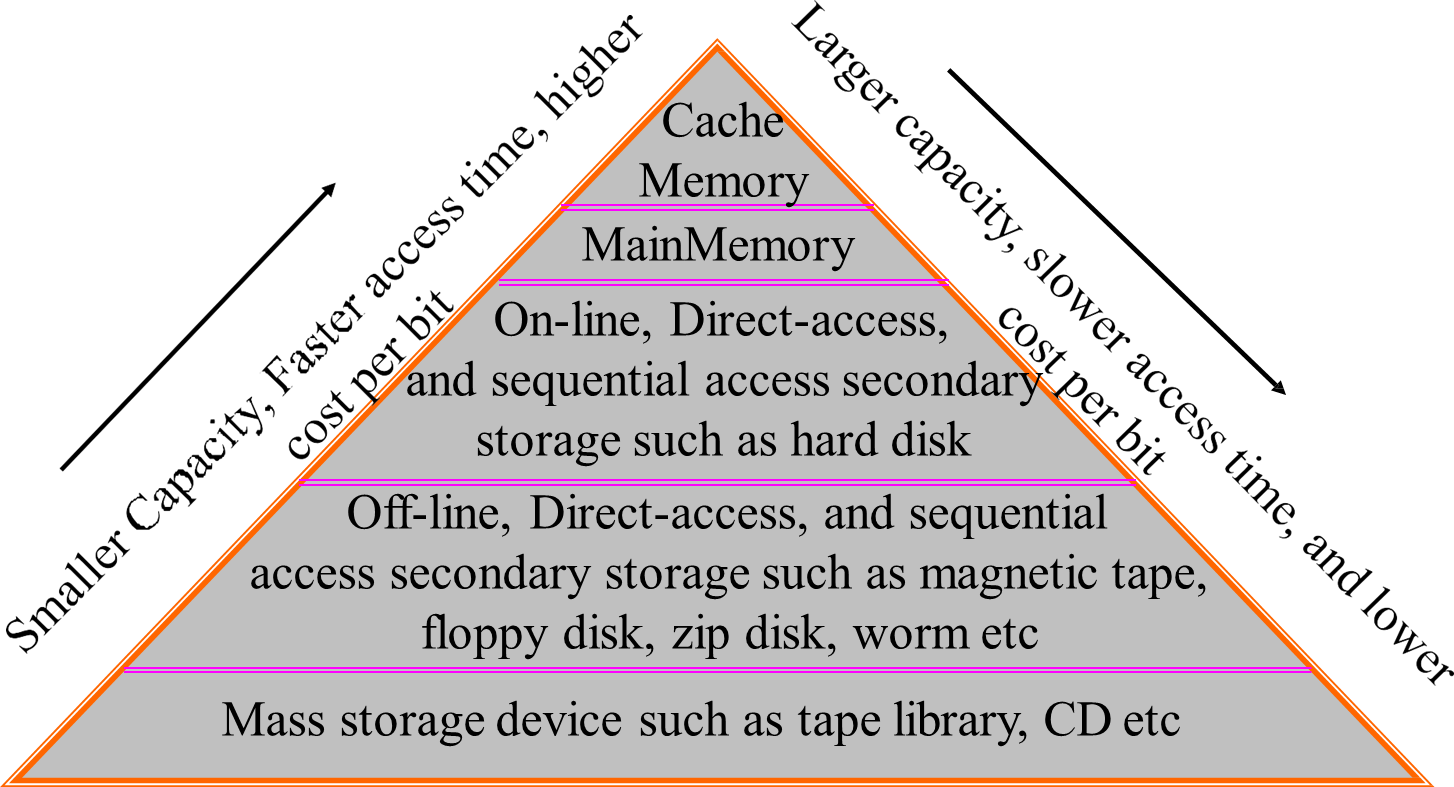 Smaller Capacity, Faster access time, higher
cost per bit
Larger capacity, slower access time, and lower
cost per bit
Cache
Memory
MainMemory
On-line, Direct-access,
and sequential access secondary
storage such as hard disk
Off-line, Direct-access, and sequential
access secondary storage such as magnetic tape,
floppy disk, zip disk, worm etc
Mass storage device such as tape library, CD etc